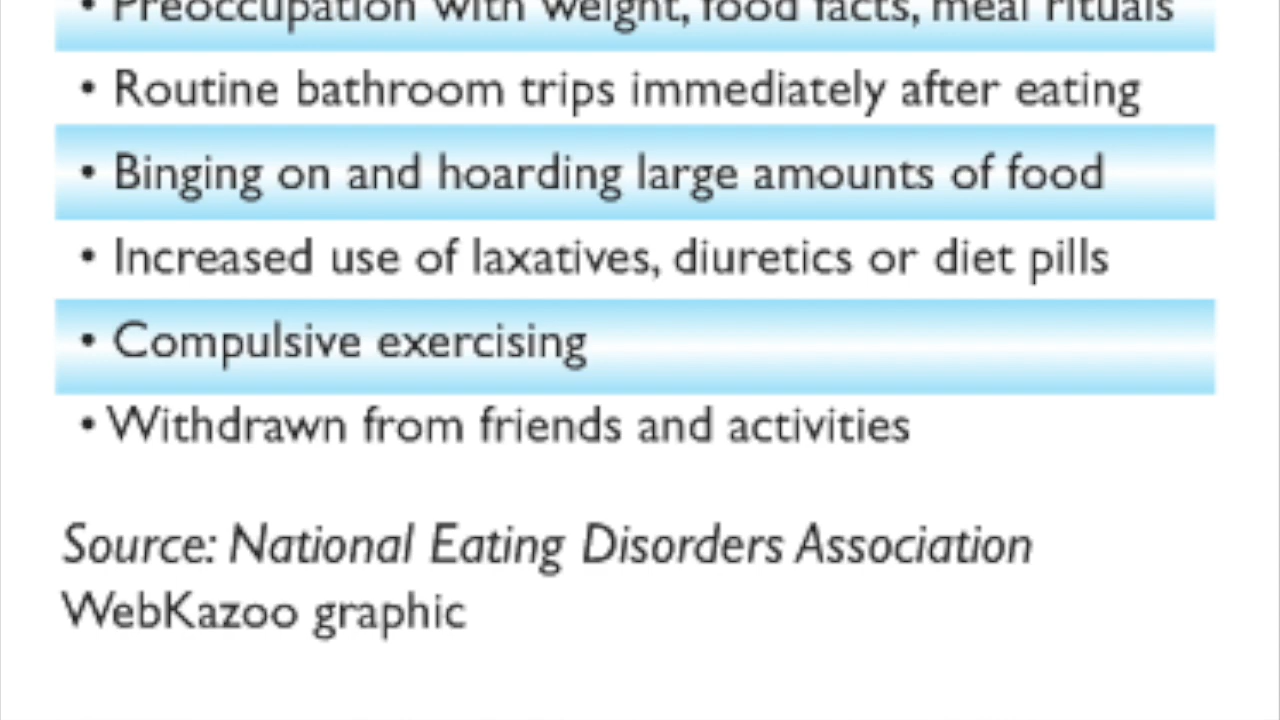 • Preoccupation with weight, food facts, meal rituals
• Routine bathroom trips immediately after eating
• Binging on and hoarding large amounts of food
• Increased use of laxatives, diuretics or diet pills
• Compulsive exercising
• Withdrawn from friends and activities
Source: National Eating Disorders Association
WebKazoo graphic